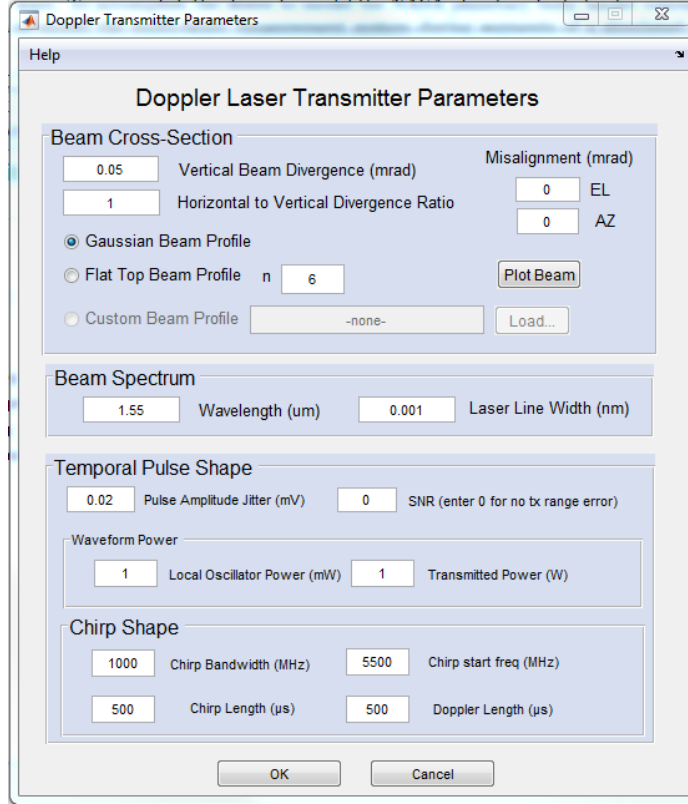 Doppler Transmitter Parameters
Help
Doppler Laser Transmitter Parameters
Beam Cross-Section
0.05 Vertical Beam Divergence (mrad)
Misalignment (mrad)
1 Horizontal to Vertical Divergence Ratio
0 EL
0 AZ
Gaussian Beam Profile
Flat Top Beam Profile n 6 Plot Beam
Custom Beam Profile -none- Load...
Beam Spectrum
1.55 Wavelength (um) 0.001 Laser Line Width (nm)
Temporal Pulse Shape
0.02 Pulse Amplitude Jitter (mV) 0 SNR (enter 0 for no tx range error)
Waveform Power
1 Local Oscillator Power (mW) 1 Transmitted Power (W)
Chirp Shape
1000 Chirp Bandwidth (MHz) 5500 Chirp start freq (MHz)
500 Chirp Length (µs) 500 Doppler Length (µs)
OK Cancel